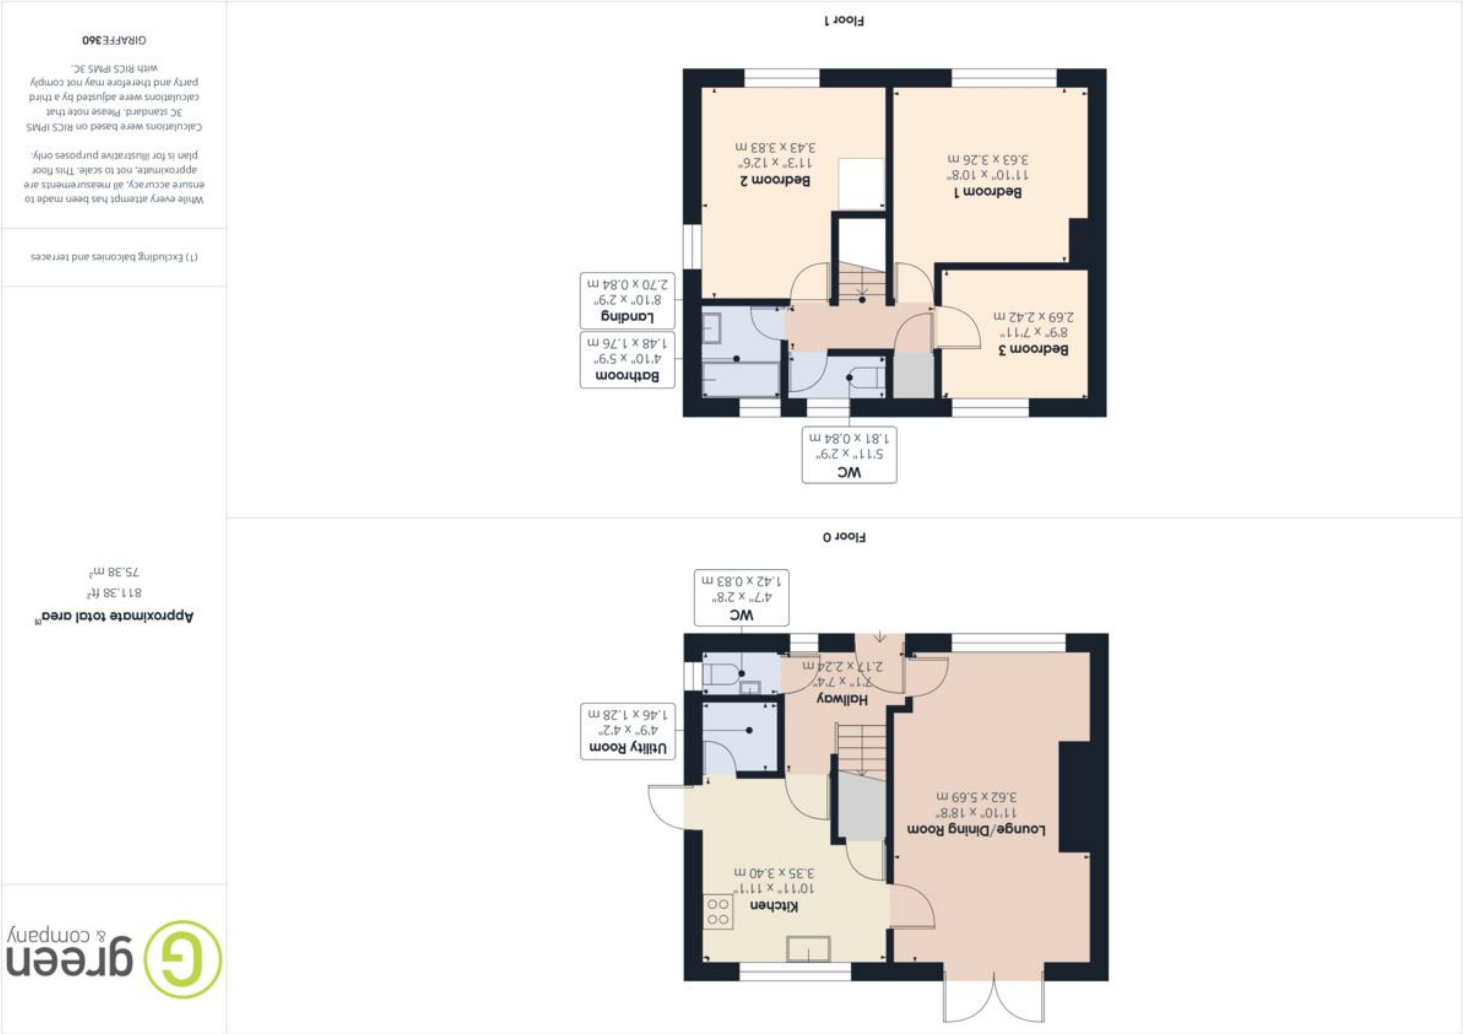 Kitchen
10'11" x 11'1"
3.35 x 3.40 m
Lounge/Dining Room
11'10" x 18'8"
3.62 x 5.69 m
Utility Room
4'9" x 4'2"
1.46 x 1.28 m
Hallway
7'1" x 7'4"
2.17 x 2.24 m
WC
4'7" x 2'8"
1.42 x 0.83 m
Floor 0
WC
5'11" x 2'9"
1.81 x 0.84 m
Bathroom
4'10" x 5'9"
1.48 x 1.76 m
Bedroom 3
8'9" x 7'11"
2.69 x 2.42 m
Landing
8'10" x 2'9"
2.70 x 0.84 m
Bedroom 1
11'10" x 10'8"
3.63 x 3.26 m
Bedroom 2
11'3" x 12'6"
3.43 x 3.83 m
Floor 1
G green
& company
Approximate total area(1)
811.38 ft²
75.38 m²
(1) Excluding balconies and terraces
While every attempt has been made to
ensure accuracy, all measurements are
approximate, not to scale. This floor
plan is for illustrative purposes only.
Calculations were based on RICS IPMS
3C standard. Please note that
calculations were adjusted by a third
party and therefore may not comply
with RICS IPMS 3C.
GIRAFFE360